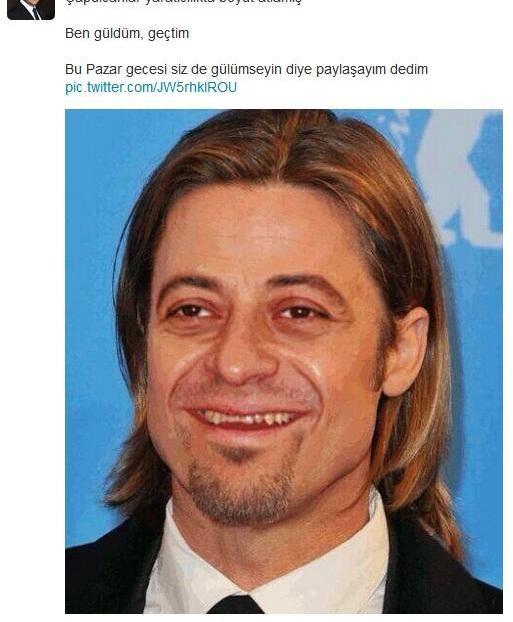 Çapulcanlar yaratıcılıkta boyut atlamış
Ben güldüm, geçtim
Bu Pazar gecesi siz de gülümseyin diye paylaşayım dedim
pic.twitter.com/JW5rhklROU